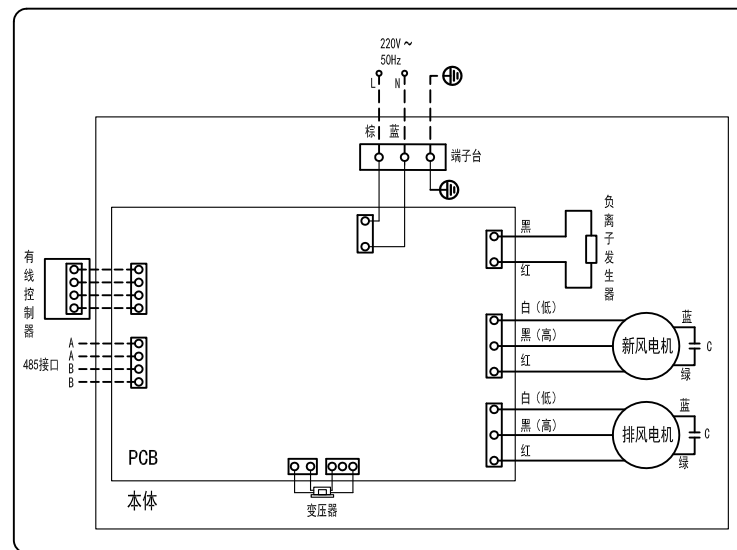 220V ~
50Hz
L
N
棕
蓝
端子台
有线控制器
A
A
485接口
B
B
黑
红
负离子发生器
白（低）
黑（高）
红
新风电机
蓝
C
绿
白（低）
黑（高）
红
排风电机
蓝
C
绿
PCB
本体
变压器